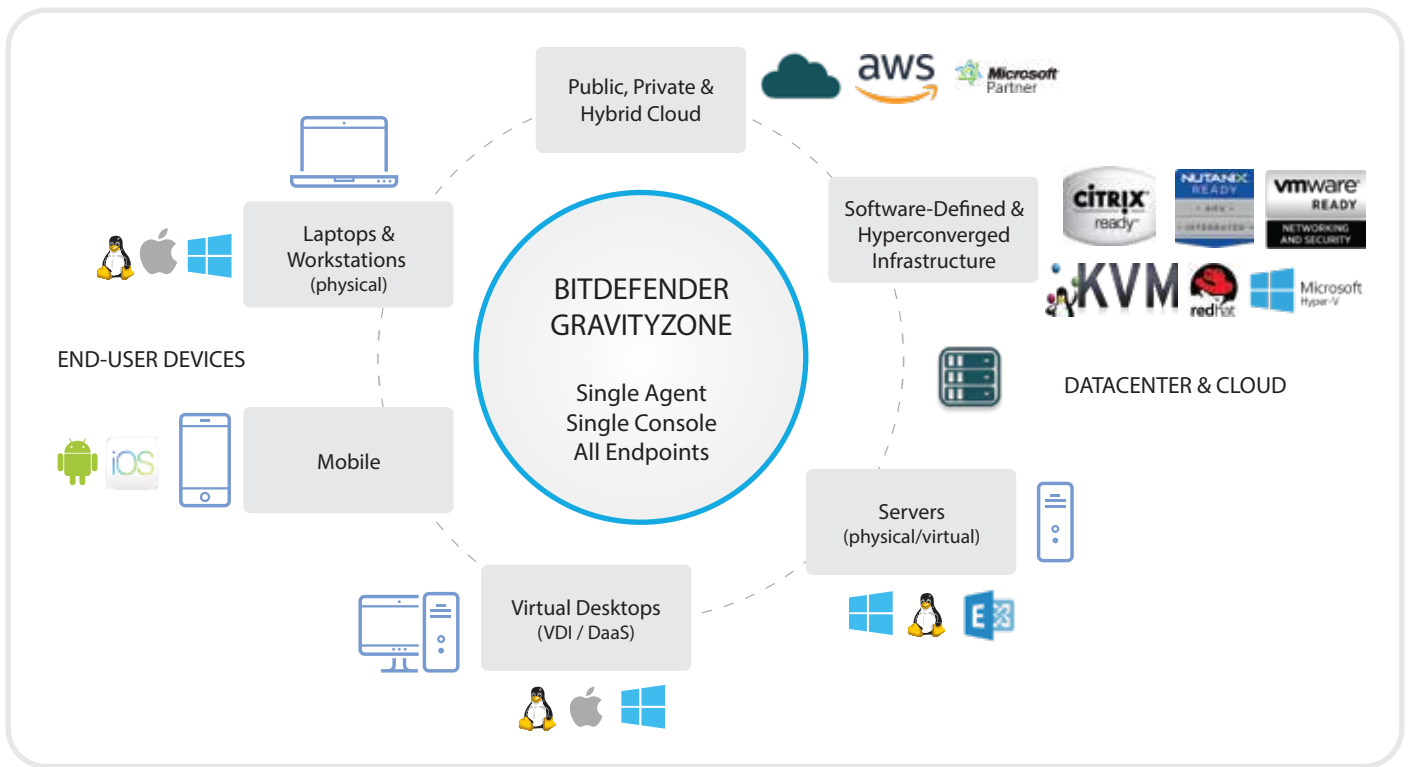 Public, Private &
Hybrid Cloud
aws
Microsoft
Partner
Laptops &
Workstations
(physical)
Software-Defined &
Hyperconverged
Infrastructure
CiTRIX
ready
NUTANIX
READY
INTEGRATED
vmware
READY
NETWORKING
AND SECURITY
KVM
redhat
Microsoft
Hyper-V
BITDEFENDER
GRAVITYZONE
Single Agent
Single Console
All Endpoints
END-USER DEVICES
DATACENTER & CLOUD
iOS
Mobile
Servers
(physical/virtual)
E
Virtual Desktops
(VDI / DaaS)